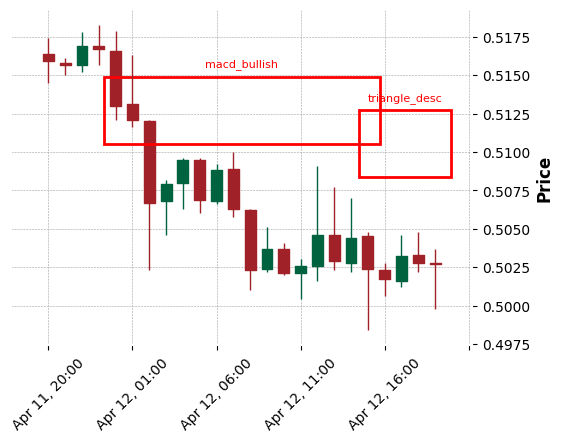 macd_bullish
triangle_desc
0.5175
0.5150
0.5125
0.5100
0.5075
0.5050
0.5025
0.5000
0.4975
Price
Apr 11, 20:00
Apr 12, 01:00
Apr 12, 06:00
Apr 12, 11:00
Apr 12, 16:00